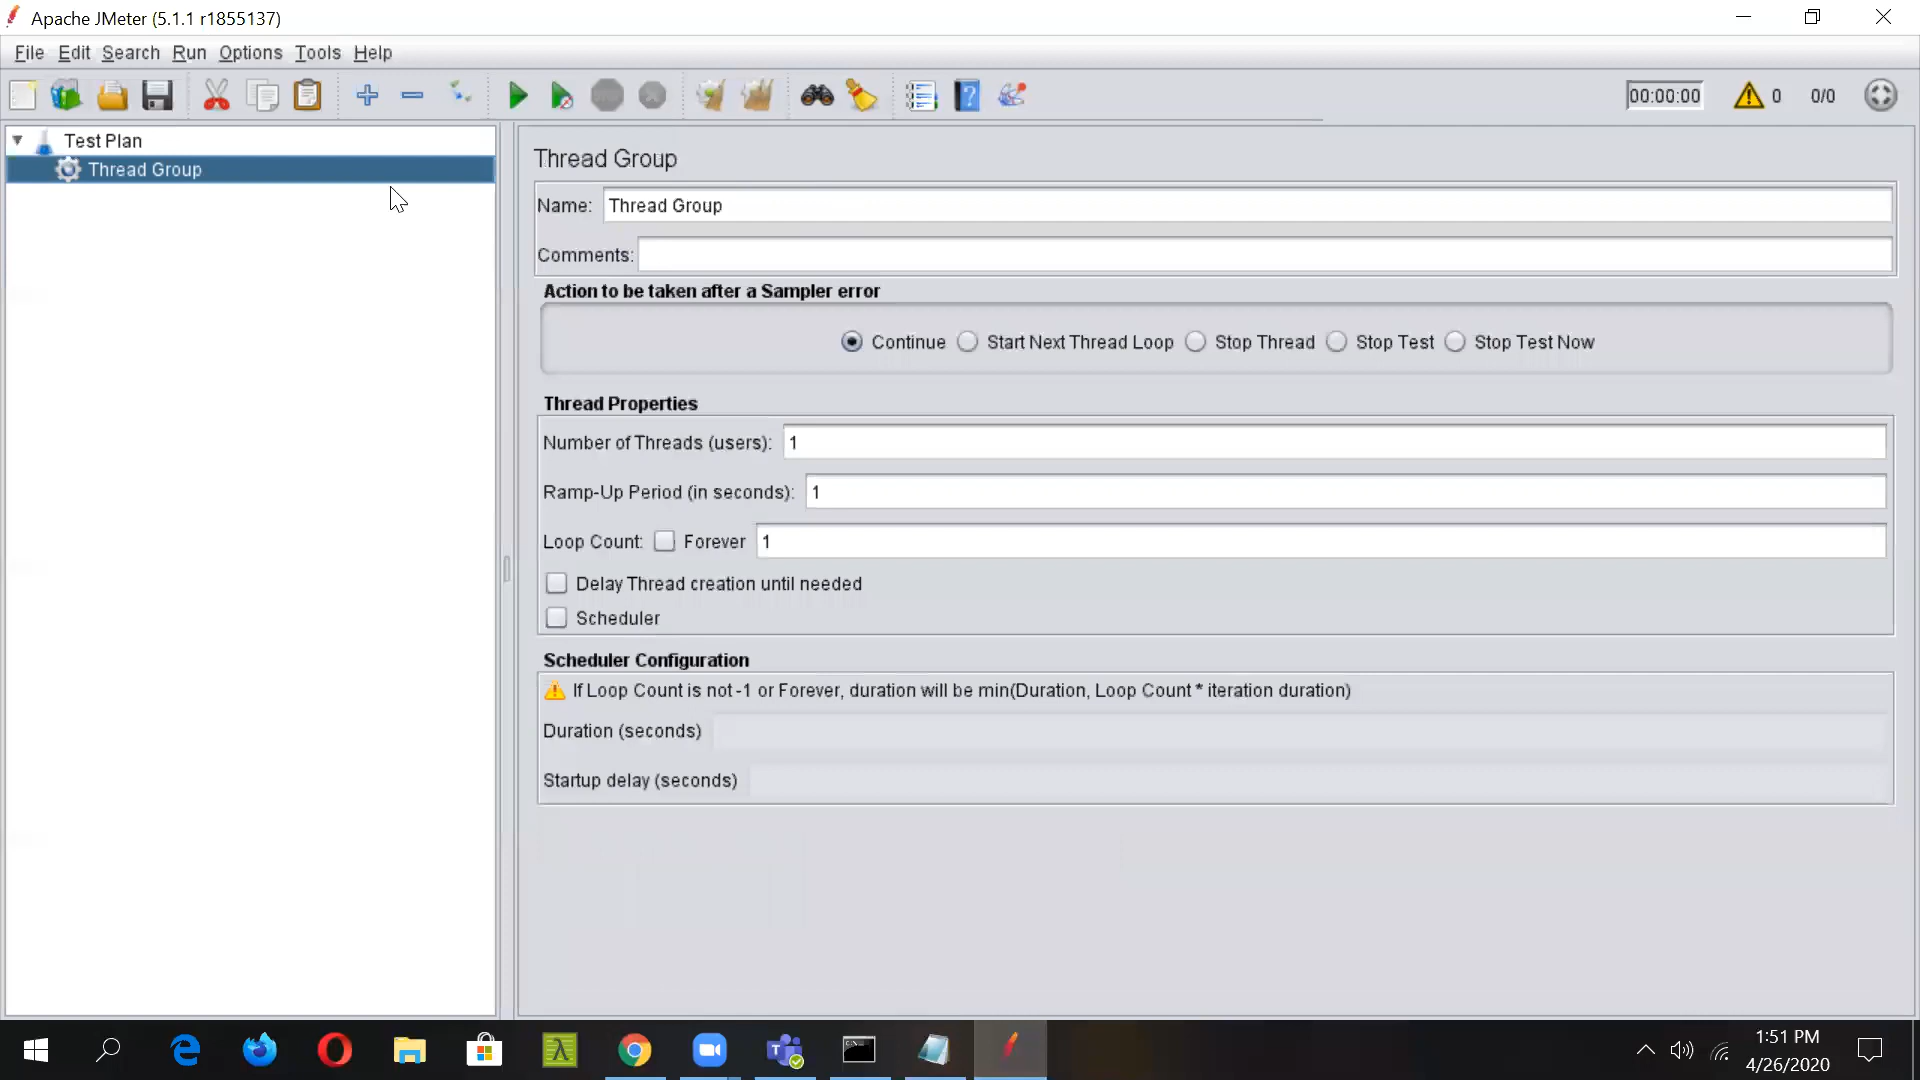 Apache JMeter (5.1.1 r1855137)
File Edit Search Run Options Tools Help
00:00:00 0 0/0
Test Plan
Thread Group
Thread Group
Name: Thread Group
Comments:
Action to be taken after a Sampler error
Continue Start Next Thread Loop Stop Thread Stop Test Stop Test Now
Thread Properties
Number of Threads (users): 1
Ramp-Up Period (in seconds): 1
Loop Count: Forever 1
Delay Thread creation until needed
Scheduler
Scheduler Configuration
If Loop Count is not -1 or Forever, duration will be min(Duration, Loop Count * iteration duration)
Duration (seconds)
Startup delay (seconds)
1:51 PM
4/26/2020